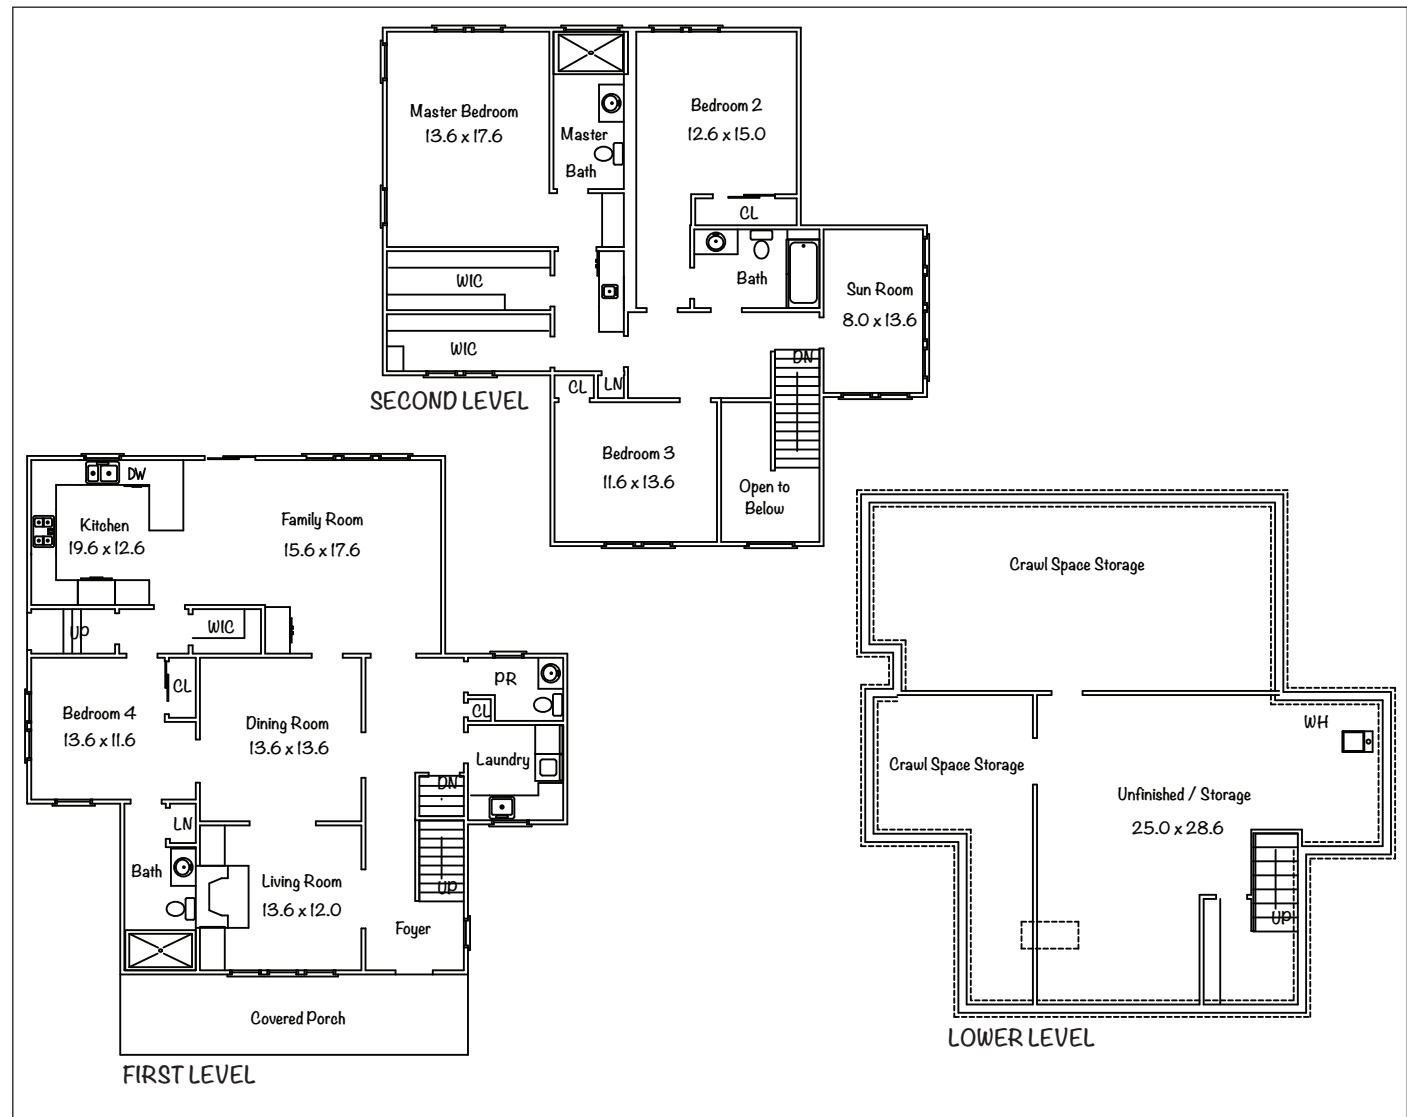 Master Bedroom
13.6 x 17.6
Master
Bath
Bedroom 2
12.6 x 15.0
CL
Bath
Sun Room
8.0 x 13.6
WIC
WIC
CL
LN
DN
SECOND LEVEL
Bedroom 3
11.6 x 13.6
Open to
Below
DW
Kitchen
19.6 x 12.6
Family Room
15.6 x 17.6
UP
WIC
CL
Bedroom 4
13.6 x 11.6
Dining Room
13.6 x 13.6
PR
CL
Laundry
DN
LN
Bath
Living Room
13.6 x 12.0
UP
Foyer
Covered Porch
FIRST LEVEL
Crawl Space Storage
WH
Crawl Space Storage
Unfinished / Storage
25.0 x 28.6
UP
LOWER LEVEL